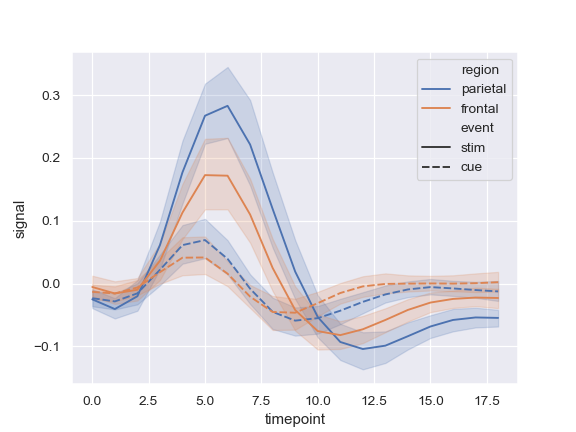 region
parietal
frontal
event
stim
cue
signal
0.3
0.2
0.1
0.0
−0.1
0.0 2.5 5.0 7.5 10.0 12.5 15.0 17.5
timepoint